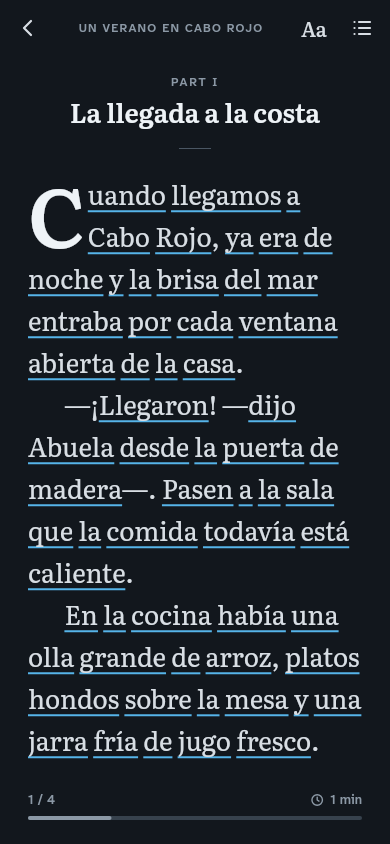 UN VERANO EN CABO ROJO
Aa
PART I
La llegada a la costa
Cuando llegamos a
Cabo Rojo, ya era de
noche y la brisa del mar
entraba por cada ventana
abierta de la casa.
—¡Llegaron! —dijo
Abuela desde la puerta de
madera—. Pasen a la sala
que la comida todavía está
caliente.
En la cocina había una
olla grande de arroz, platos
hondos sobre la mesa y una
jarra fría de jugo fresco.
1 / 4
1 min